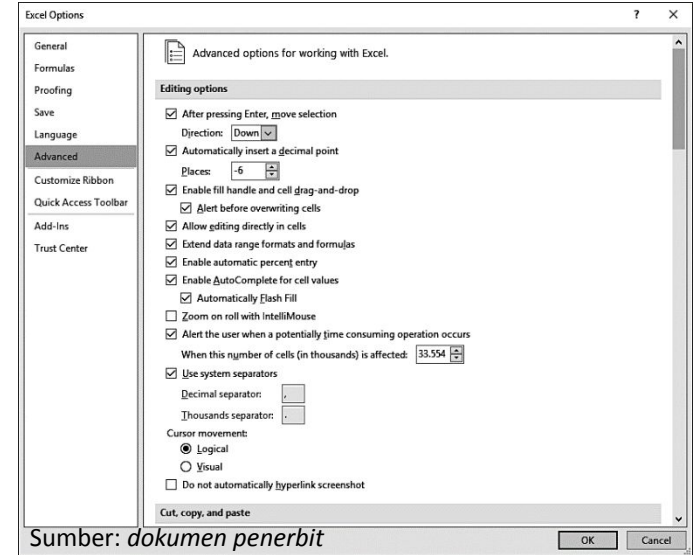 Excel Options ? ×
General
Formulas
Proofing
Save
Language
Advanced
Customize Ribbon
Quick Access Toolbar
Add-Ins
Trust Center
Advanced options for working with Excel.
Editing options
After pressing Enter, move selection
Direction: Down
Automatically insert a decimal point
Places: -6
Enable fill handle and cell drag-and-drop
Alert before overwriting cells
Allow editing directly in cells
Extend data range formats and formulas
Enable automatic percent entry
Enable AutoComplete for cell values
Automatically Flash Fill
Zoom on roll with IntelliMouse
Alert the user when a potentially time consuming operation occurs
When this number of cells (in thousands) is affected: 33.554
Use system separators
Decimal separator: ,
Thousands separator: .
Cursor movement:
Logical
Visual
Do not automatically hyperlink screenshot
Cut, copy, and paste
Sumber: dokumen penerbit
OK Cancel